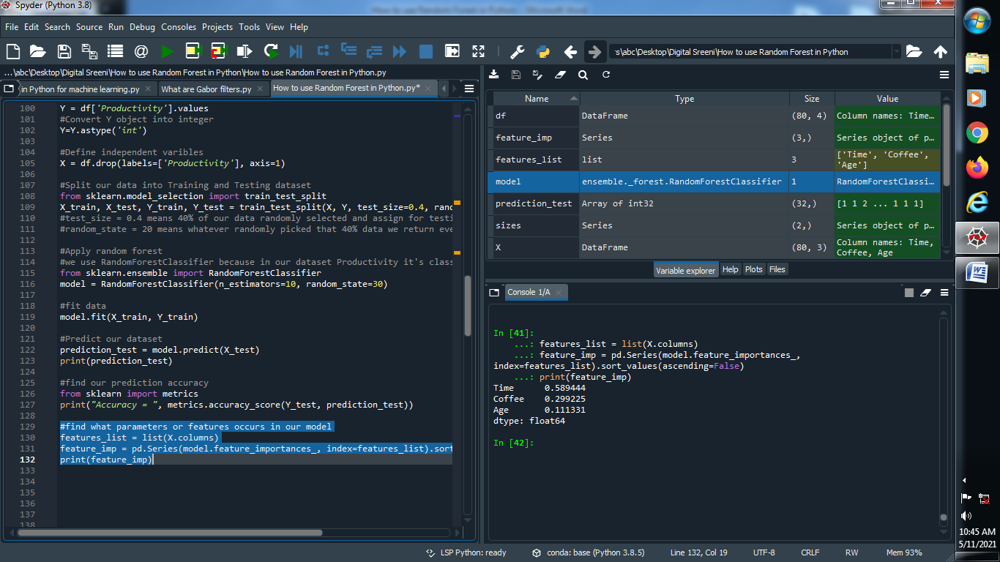 Spyder (Python 3.8)
File Edit Search Source Run Debug Consoles Projects Tools View Help
s\abc\Desktop\Digital Sreeni\How to use Random Forest in Python
...\abc\Desktop\Digital Sreeni\How to use Random Forest in Python\How to use Random Forest in Python.py
in Python for machine learning.py What are Gabor filters.py How to use Random Forest in Python.py*
100 Y = df['Productivity'].values
101 #Convert Y object into integer
102 Y=Y.astype('int')
103
104 #Define independent varibles
105 X = df.drop(labels=['Productivity'], axis=1)
106
107 #Split our data into Training and Testing dataset
108 from sklearn.model_selection import train_test_split
109 X_train, X_test, Y_train, Y_test = train_test_split(X, Y, test_size=0.4, rand
110 #test_size = 0.4 means 40% of our data randomly selected and assign for testi
111 #random_state = 20 means whatever randomly picked that 40% data we return eve
112
113 #Apply random forest
114 #we use RandomForestClassifier because in our dataset Productivity it's class
115 from sklearn.ensemble import RandomForestClassifier
116 model = RandomForestClassifier(n_estimators=10, random_state=30)
117
118 #fit data
119 model.fit(X_train, Y_train)
120
121 #Predict our dataset
122 prediction_test = model.predict(X_test)
123 print(prediction_test)
124
125 #find our prediction accuracy
126 from sklearn import metrics
127 print("Accuracy = ", metrics.accuracy_score(Y_test, prediction_test))
128
129 #find what parameters or features occurs in our model
130 features_list = list(X.columns)
131 feature_imp = pd.Series(model.feature_importances_, index=features_list).sort
132 print(feature_imp)
133
134
135
136
137
138
Name Type Size Value
df DataFrame (80, 4) Column names: Time…
feature_imp Series (3,) Series object of p…
features_list list 3 ['Time', 'Coffee',
'Age']
model ensemble._forest.RandomForestClassifier 1 RandomForestClassi…
prediction_test Array of int32 (32,) [1 1 2 ... 1 1 1]
sizes Series (2,) Series object of p…
X DataFrame (80, 3) Column names: Time,
Coffee, Age
Variable explorer Help Plots Files
Console 1/A
In [41]:
...: features_list = list(X.columns)
...: feature_imp = pd.Series(model.feature_importances_,
index=features_list).sort_values(ascending=False)
...: print(feature_imp)
Time 0.589444
Coffee 0.299225
Age 0.111331
dtype: float64
In [42]:
LSP Python: ready conda: base (Python 3.8.5) Line 132, Col 19 UTF-8 CRLF RW Mem 93%
10:45 AM
5/11/2021